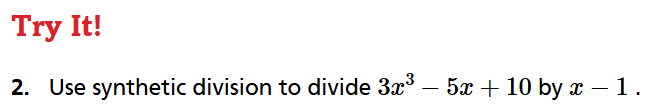 Try It!
2. Use synthetic division to divide 3x³ − 5x + 10 by x − 1 .